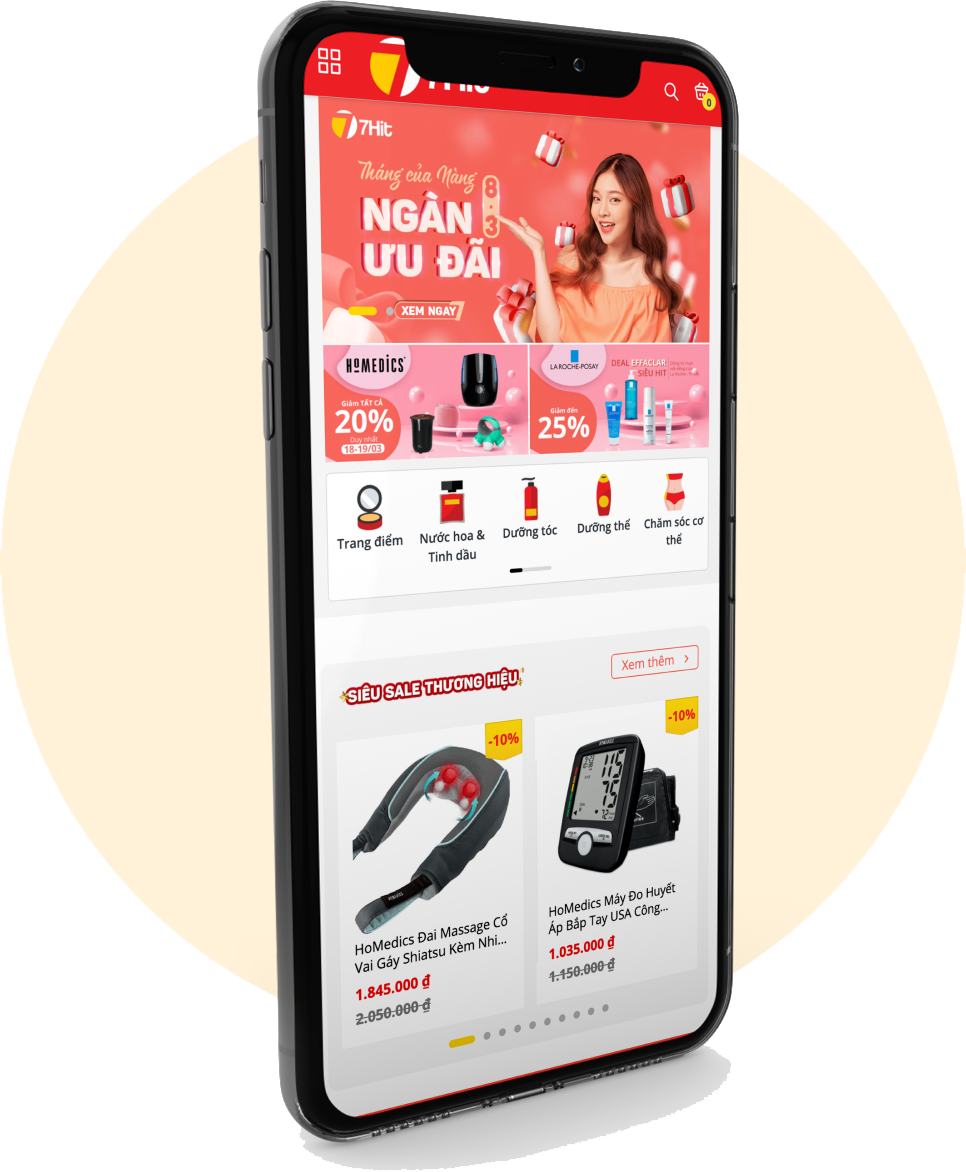 7Hit
0
7Hit
Tháng của Nàng
8.3
NGÀN
ƯU ĐÃI
XEM NGAY
HOMEDICS
Giảm TẤT CẢ
20%
Duy nhất
18-19/03
LA ROCHE-POSAY
DEAL EFFACLAR
SIÊU HIT
Giảm đến
25%
Trang điểm
Nước hoa &
Tinh dầu
Dưỡng tóc
Dưỡng thể
Chăm sóc cơ
thể
SIÊU SALE THƯƠNG HIỆU
Xem thêm
-10%
HoMedics Đai Massage Cổ
Vai Gáy Shiatsu Kèm Nhi...
1.845.000 ₫
2.050.000 ₫
-10%
115
75
72
HoMedics Máy Đo Huyết
Áp Bắp Tay USA Công...
1.035.000 ₫
1.150.000 ₫